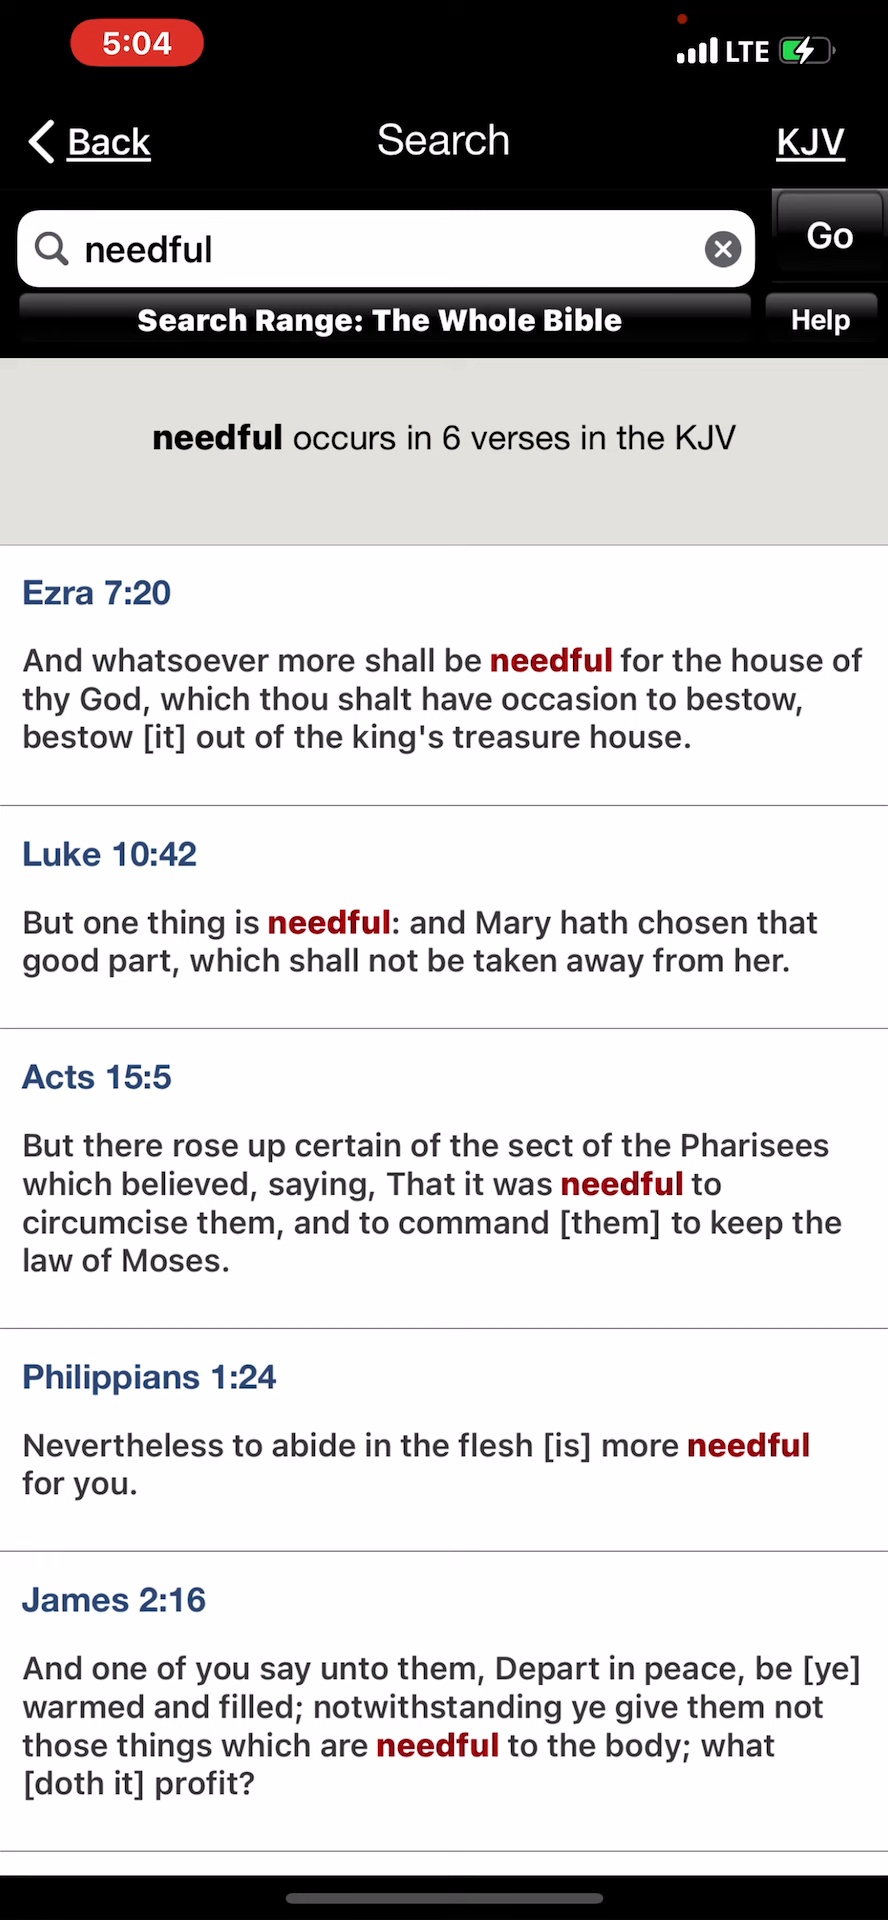 5:04
LTE
Back
Search
KJV
needful
Go
Search Range: The Whole Bible
Help
needful occurs in 6 verses in the KJV
Ezra 7:20
And whatsoever more shall be needful for the house of
thy God, which thou shalt have occasion to bestow,
bestow [it] out of the king's treasure house.
Luke 10:42
But one thing is needful: and Mary hath chosen that
good part, which shall not be taken away from her.
Acts 15:5
But there rose up certain of the sect of the Pharisees
which believed, saying, That it was needful to
circumcise them, and to command [them] to keep the
law of Moses.
Philippians 1:24
Nevertheless to abide in the flesh [is] more needful
for you.
James 2:16
And one of you say unto them, Depart in peace, be [ye]
warmed and filled; notwithstanding ye give them not
those things which are needful to the body; what
[doth it] profit?